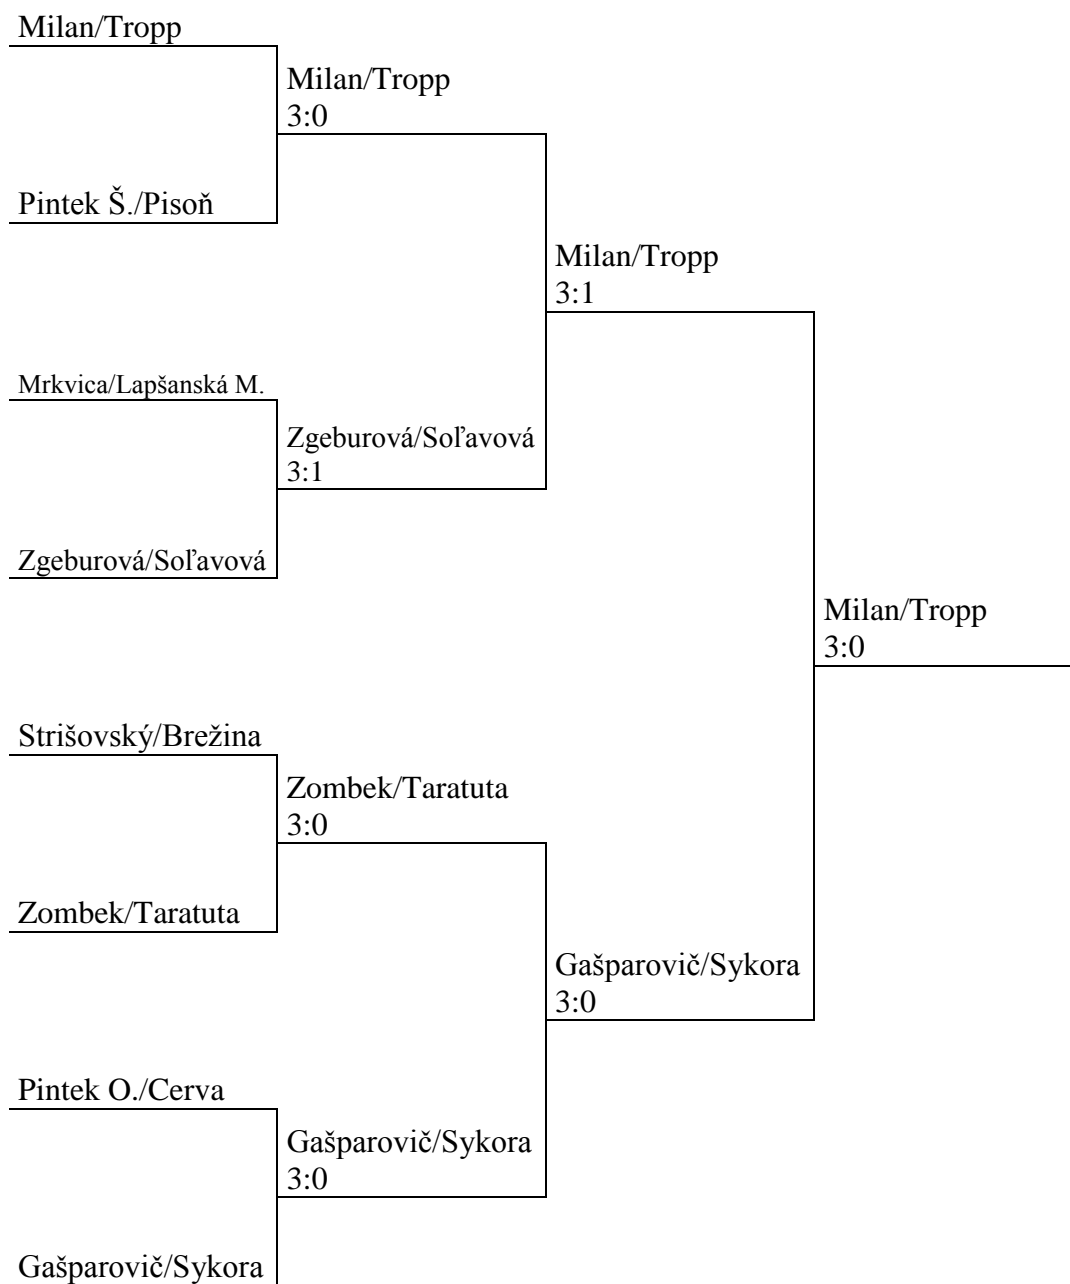 Milan/Tropp
Milan/Tropp
3:0
Pintek Š./Pisoň
Milan/Tropp
3:1
Mrkvica/Lapšanská M.
Zgeburová/Soľavová
3:1
Zgeburová/Soľavová
Milan/Tropp
3:0
Strišovský/Brežina
Zombek/Taratuta
3:0
Zombek/Taratuta
Gašparovič/Sykora
3:0
Pintek O./Cerva
Gašparovič/Sykora
3:0
Gašparovič/Sykora